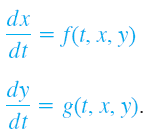 dx/dt = f(t, x, y)
dy/dt = g(t, x, y).